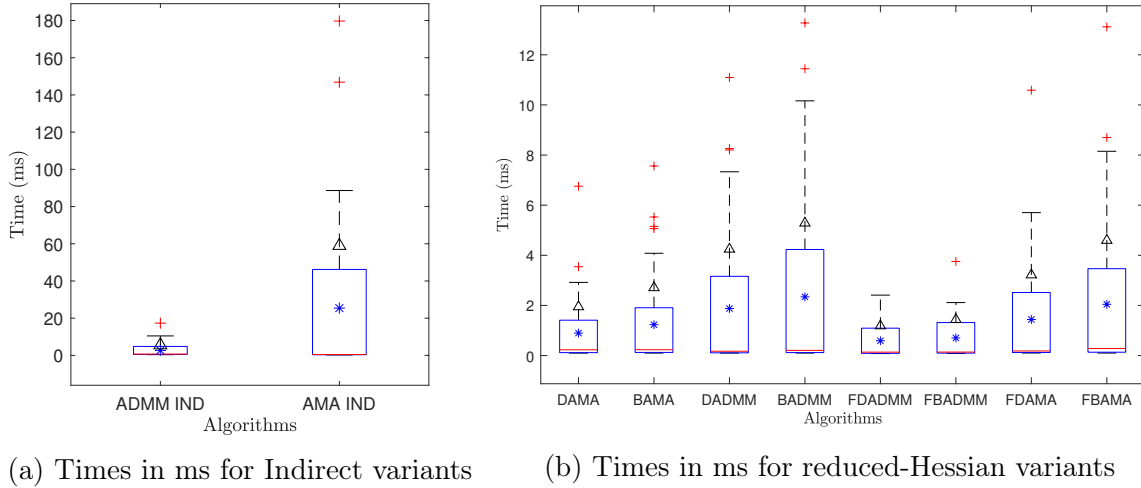 180
160
140
120
100
80
60
40
20
0
Time (ms)
ADMM IND
AMA IND
Algorithms
(a) Times in ms for Indirect variants
12
10
8
6
4
2
0
Time (ms)
DAMA
BAMA
DADMM
BADMM
FDADMM
FBADMM
FDAMA
FBAMA
Algorithms
(b) Times in ms for reduced-Hessian variants